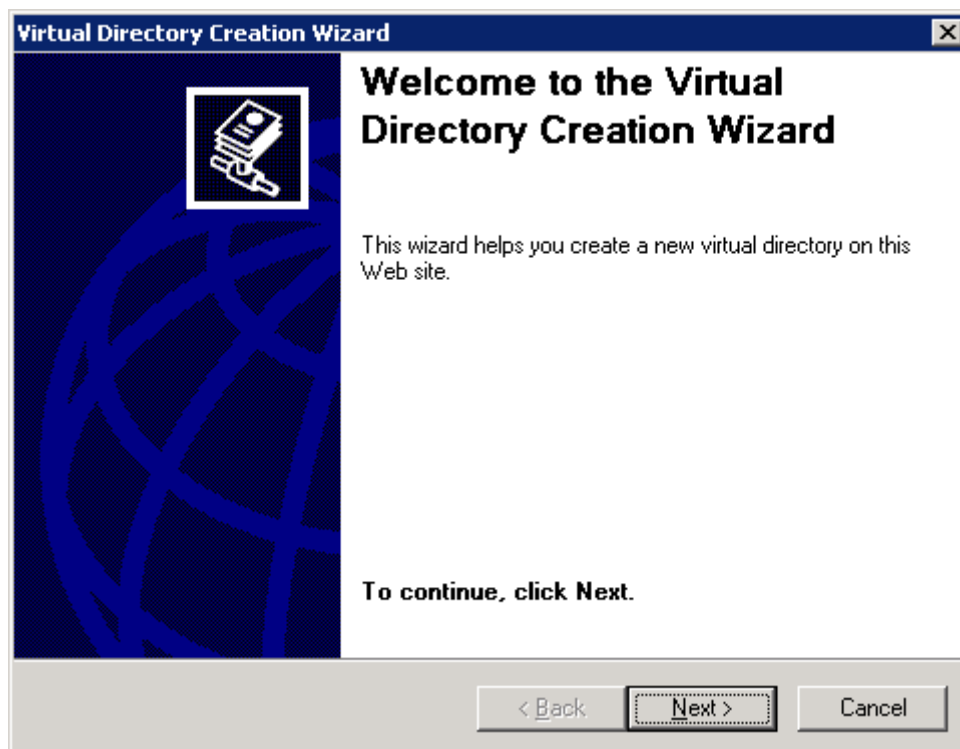 Virtual Directory Creation Wizard
Welcome to the Virtual
Directory Creation Wizard
This wizard helps you create a new virtual directory on this
Web site.
To continue, click Next.
< Back
Next >
Cancel